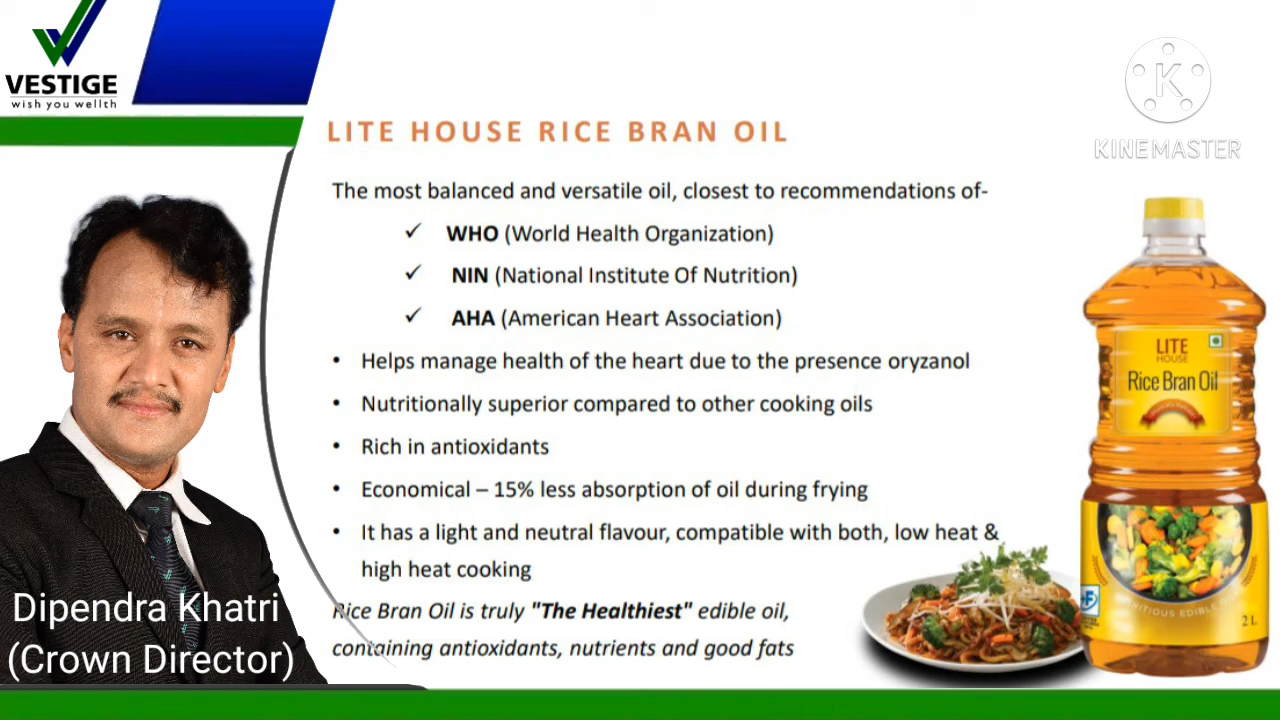 VESTIGE
wish you wellth
K
KINEMASTER
LITE HOUSE RICE BRAN OIL
The most balanced and versatile oil, closest to recommendations of-
✓ WHO (World Health Organization)
✓ NIN (National Institute Of Nutrition)
✓ AHA (American Heart Association)
• Helps manage health of the heart due to the presence oryzanol
• Nutritionally superior compared to other cooking oils
• Rich in antioxidants
• Economical – 15% less absorption of oil during frying
• It has a light and neutral flavour, compatible with both, low heat &
high heat cooking
Rice Bran Oil is truly "The Healthiest" edible oil,
containing antioxidants, nutrients and good fats
Dipendra Khatri
(Crown Director)
LITE
HOUSE
Rice Bran Oil
+F
NUTRITIOUS EDIBLE OIL
2 L